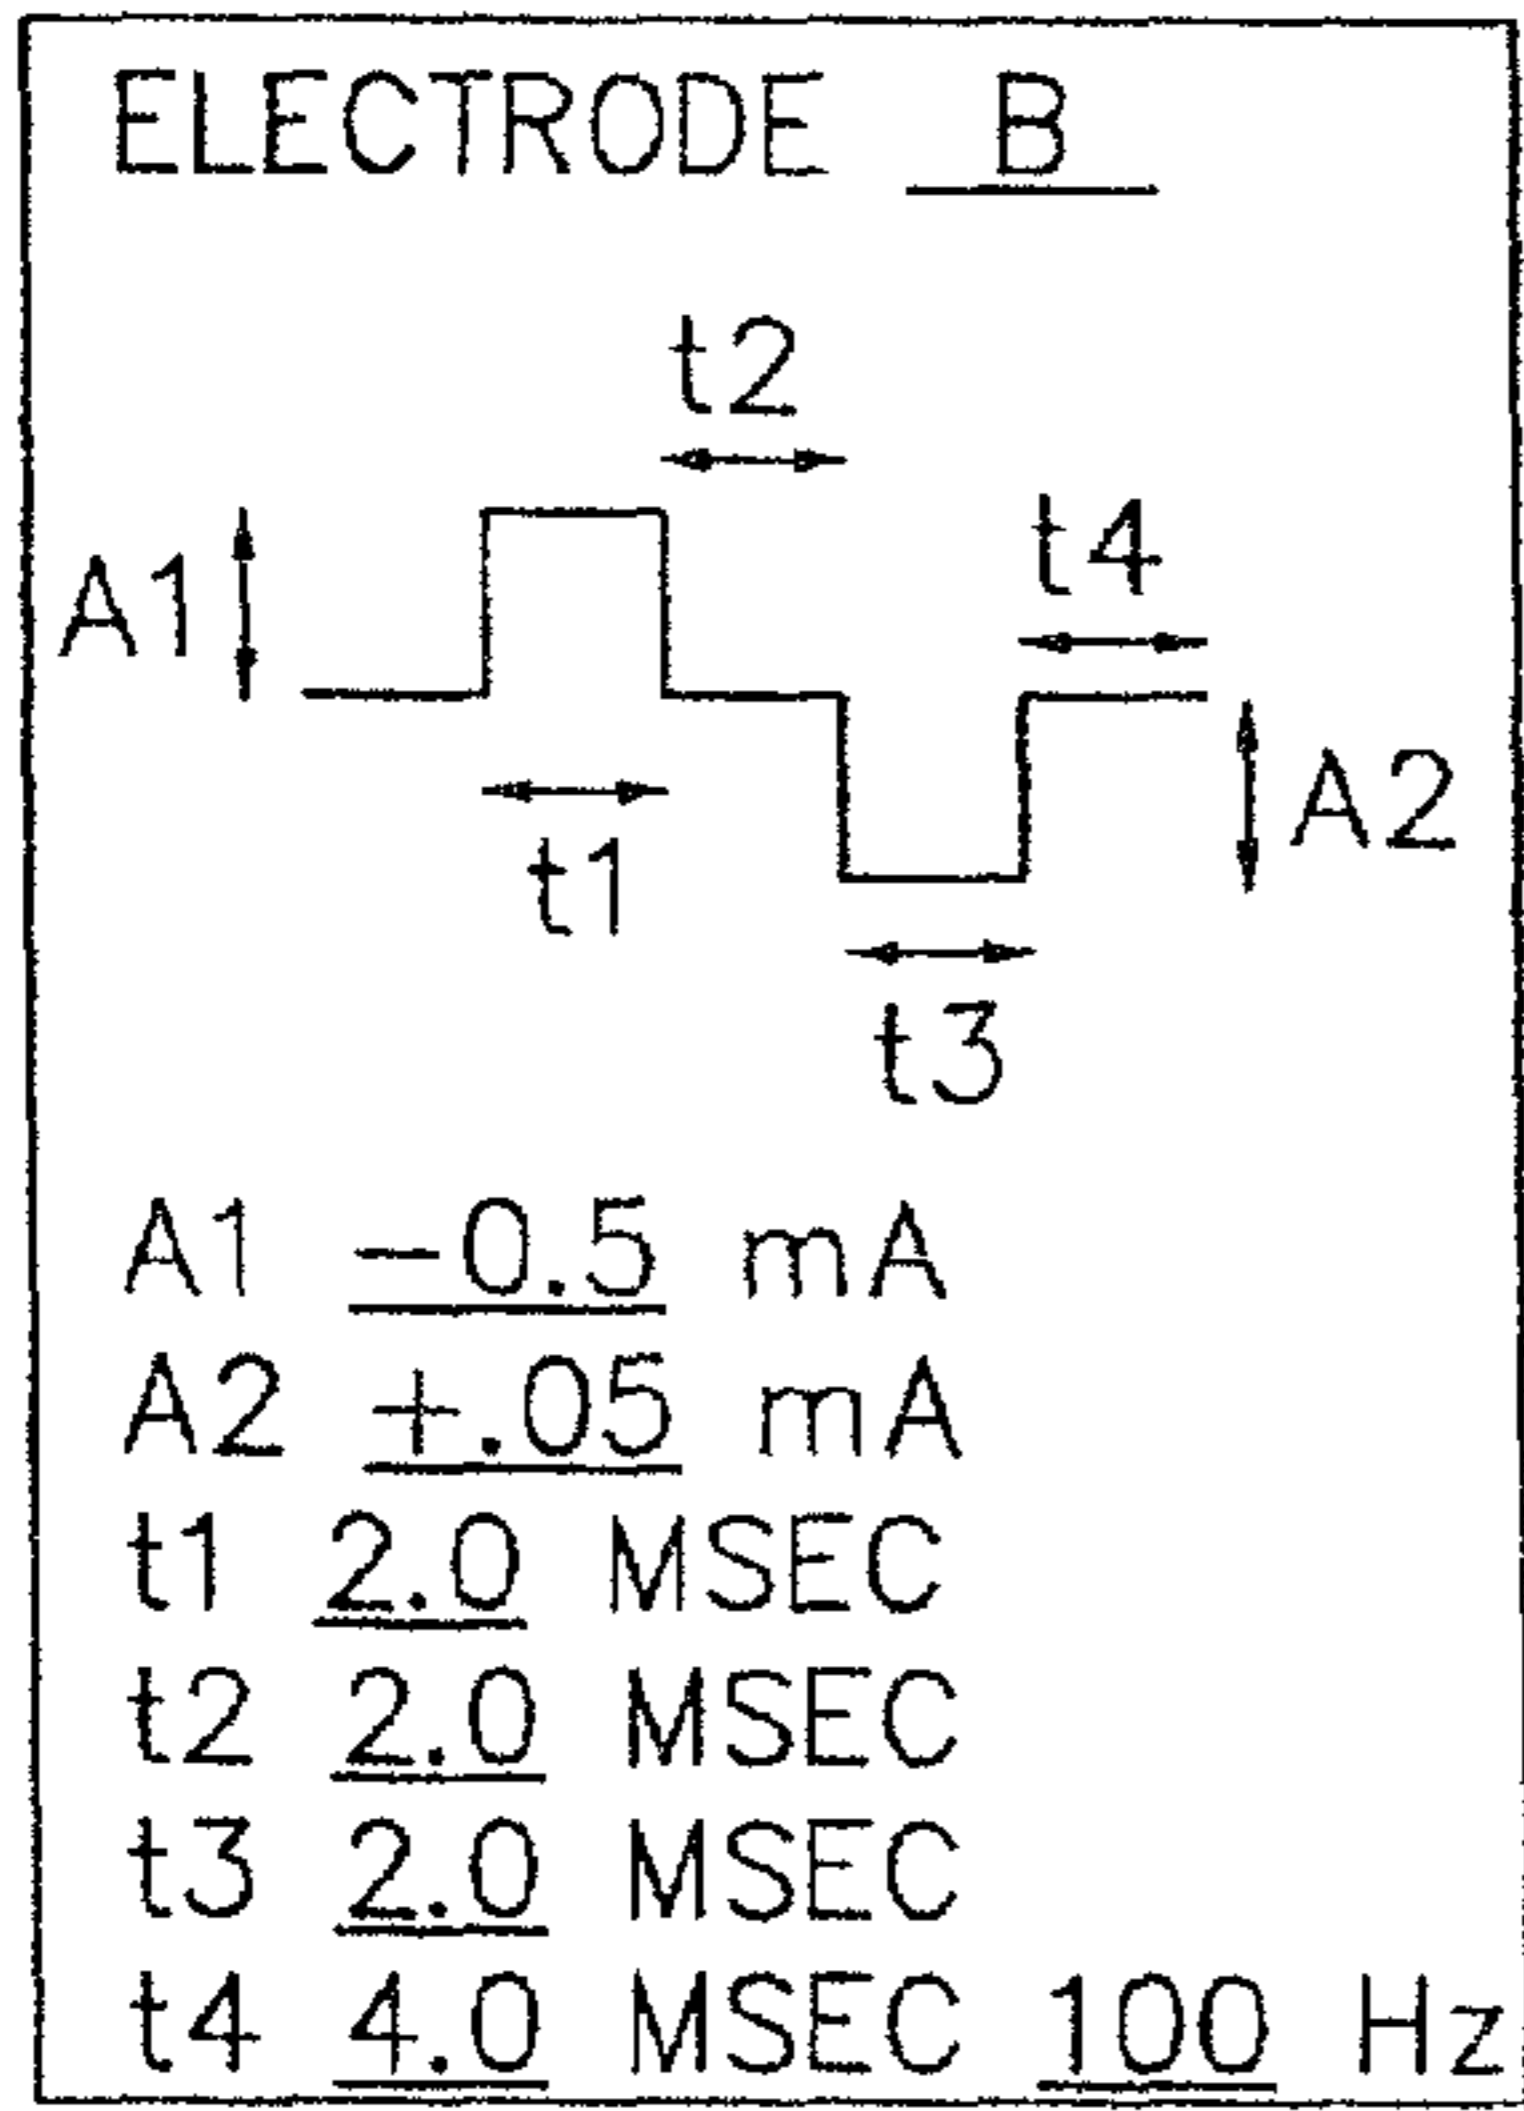 ELECTRODE B
t2
t4
A1
A2
t1
t3
A1 -0.5 mA
A2 +.05 mA
t1 2.0 MSEC
t2 2.0 MSEC
t3 2.0 MSEC
t4 4.0 MSEC 100 Hz